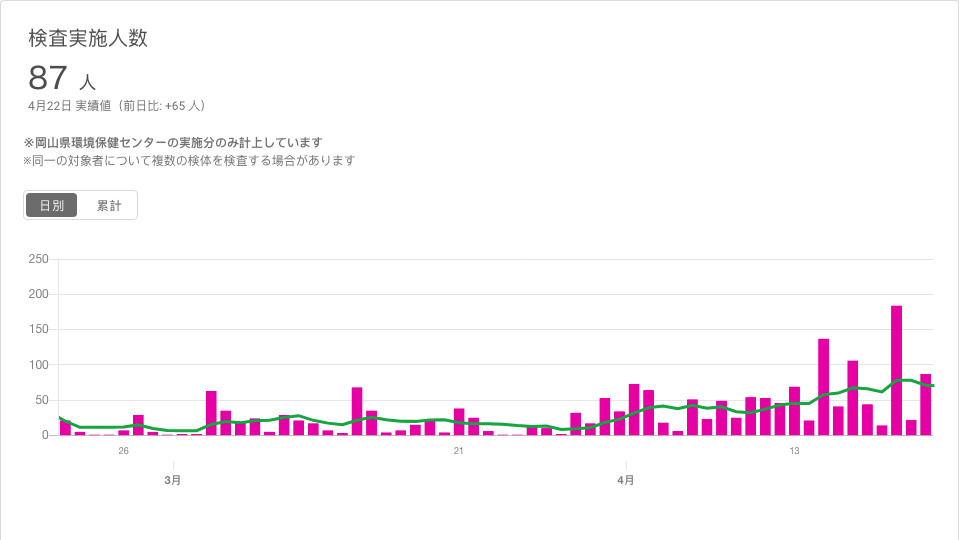 検査実施人数
87 人
4月22日 実績値（前日比: +65 人）
※岡山県環境保健センターの実施分のみ計上しています
※同一の対象者について複数の検体を検査する場合があります
日別 累計
250
200
150
100
50
0
26 21 13
3月 4月